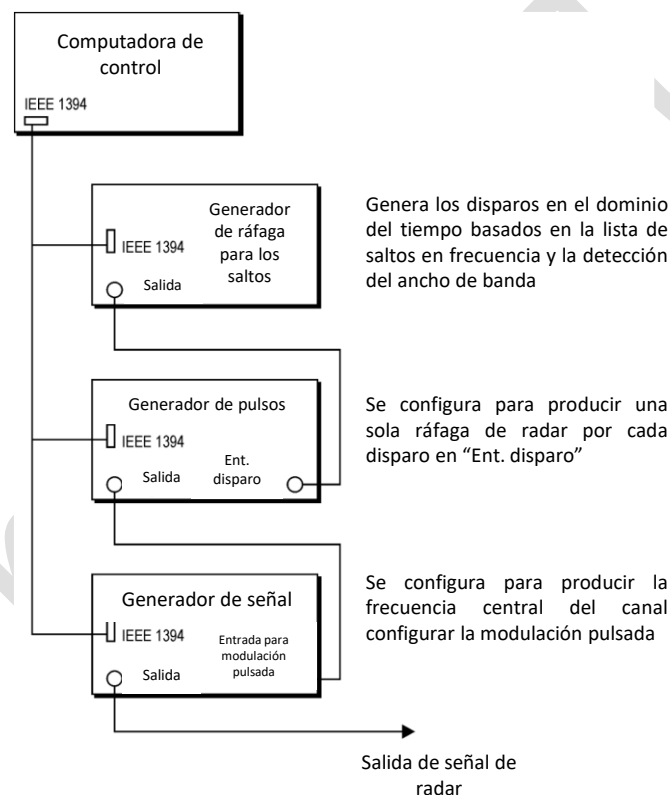 Computadora de
control
IEEE 1394
Generador
de ráfaga
para los
saltos
IEEE 1394
Salida
Genera los disparos en el dominio
del tiempo basados en la lista de
saltos en frecuencia y la detección
del ancho de banda
Generador de pulsos
IEEE 1394
Salida
Ent.
disparo
Se configura para producir una
sola ráfaga de radar por cada
disparo en “Ent. disparo”
Generador de señal
IEEE 1394
Entrada para
modulación
pulsada
Salida
Se configura para producir la
frecuencia central del canal
configurar la modulación pulsada
Salida de señal de
radar